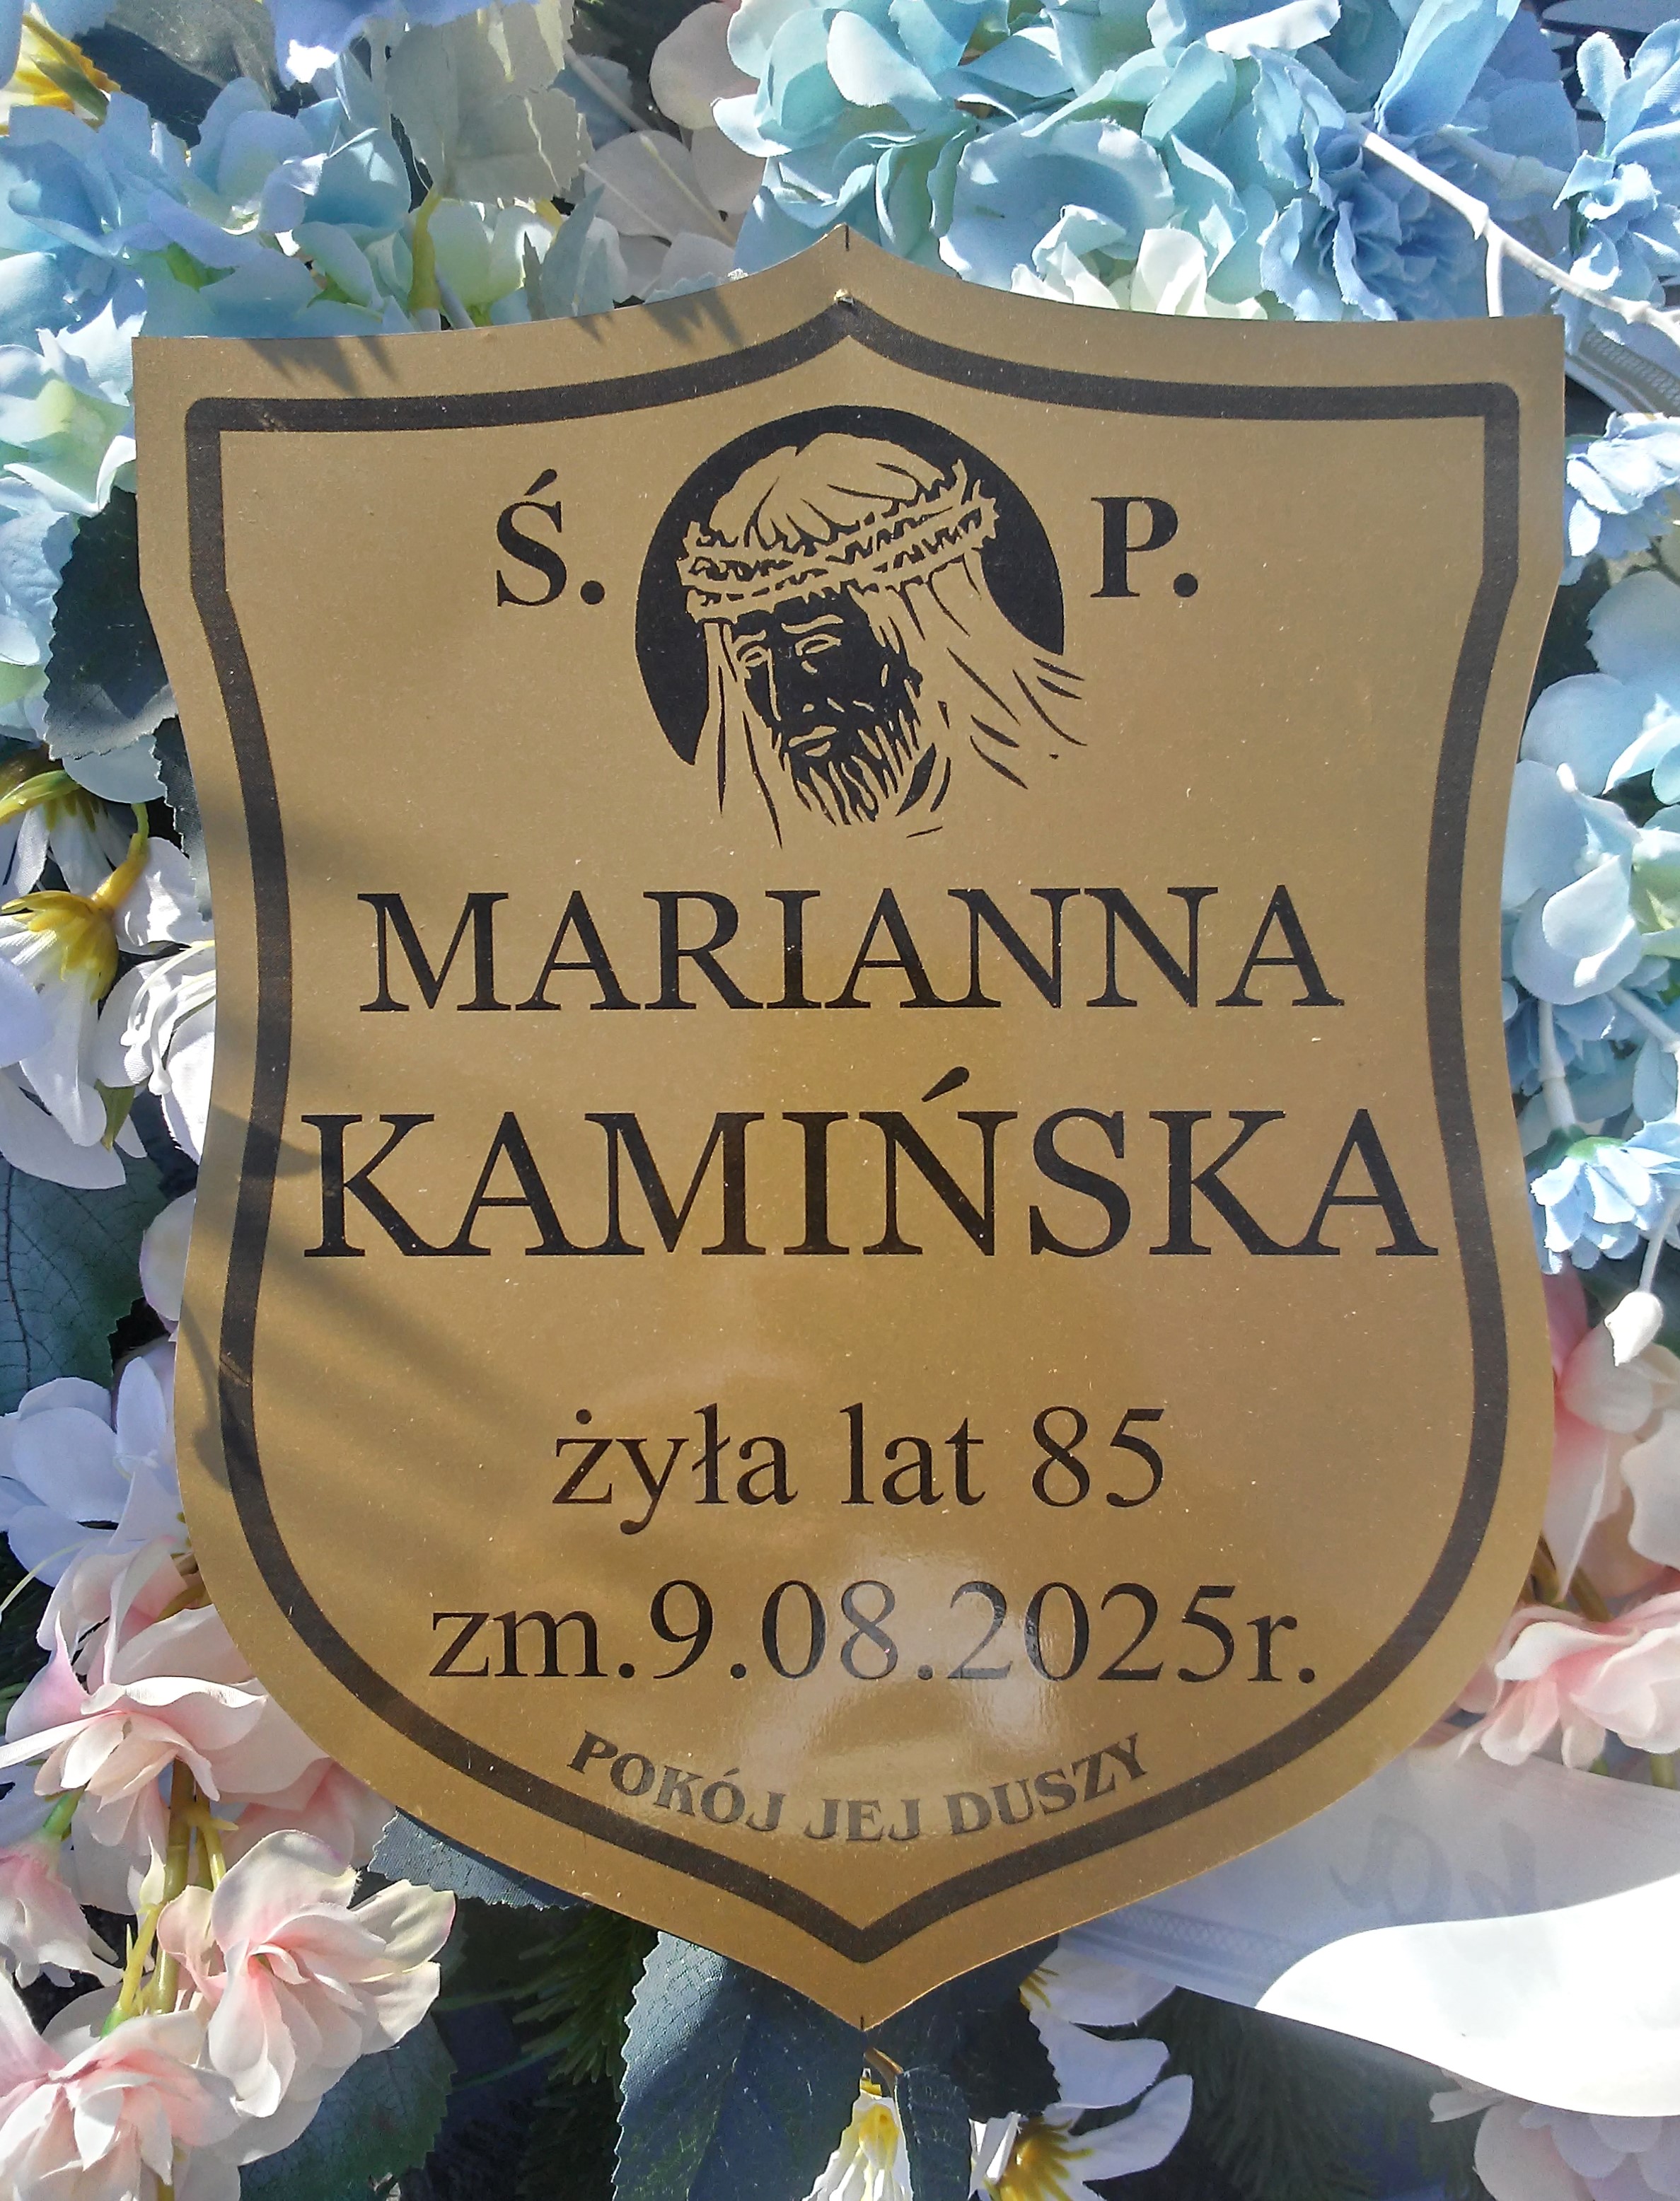 Ś. P.
MARIANNA
KAMIŃSKA
żyła lat 85
zm.9.08.2025r.
POKÓJ JEJ DUSZY